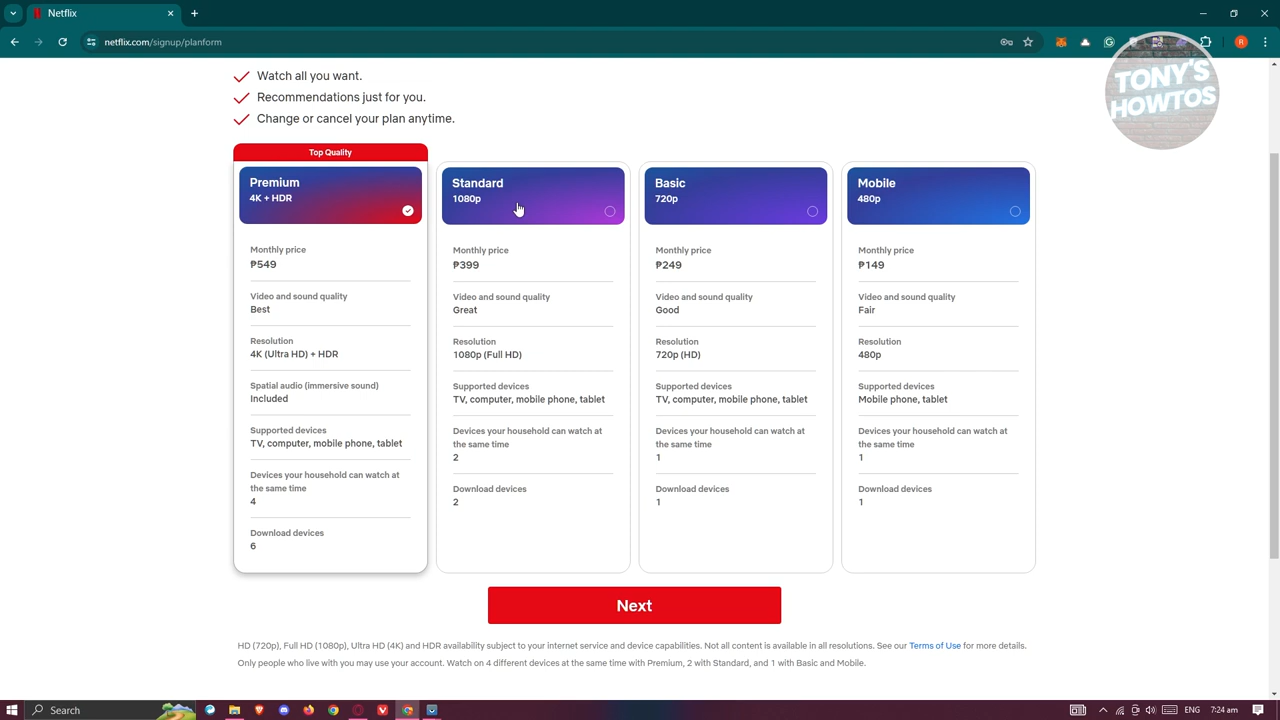 Netflix
netflix.com/signup/planform
TONY'S
HOWTOS
Watch all you want.
Recommendations just for you.
Change or cancel your plan anytime.
Top Quality
Premium
4K + HDR
Monthly price
₱549
Video and sound quality
Best
Resolution
4K (Ultra HD) + HDR
Spatial audio (immersive sound)
Included
Supported devices
TV, computer, mobile phone, tablet
Devices your household can watch at
the same time
4
Download devices
6
Standard
1080p
Monthly price
₱399
Video and sound quality
Great
Resolution
1080p (Full HD)
Supported devices
TV, computer, mobile phone, tablet
Devices your household can watch at
the same time
2
Download devices
2
Basic
720p
Monthly price
₱249
Video and sound quality
Good
Resolution
720p (HD)
Supported devices
TV, computer, mobile phone, tablet
Devices your household can watch at
the same time
1
Download devices
1
Mobile
480p
Monthly price
₱149
Video and sound quality
Fair
Resolution
480p
Supported devices
Mobile phone, tablet
Devices your household can watch at
the same time
1
Download devices
1
Next
HD (720p), Full HD (1080p), Ultra HD (4K) and HDR availability subject to your internet service and device capabilities. Not all content is available in all resolutions. See our Terms of Use for more details.
Only people who live with you may use your account. Watch on 4 different devices at the same time with Premium, 2 with Standard, and 1 with Basic and Mobile.
Search
ENG
7:24 am